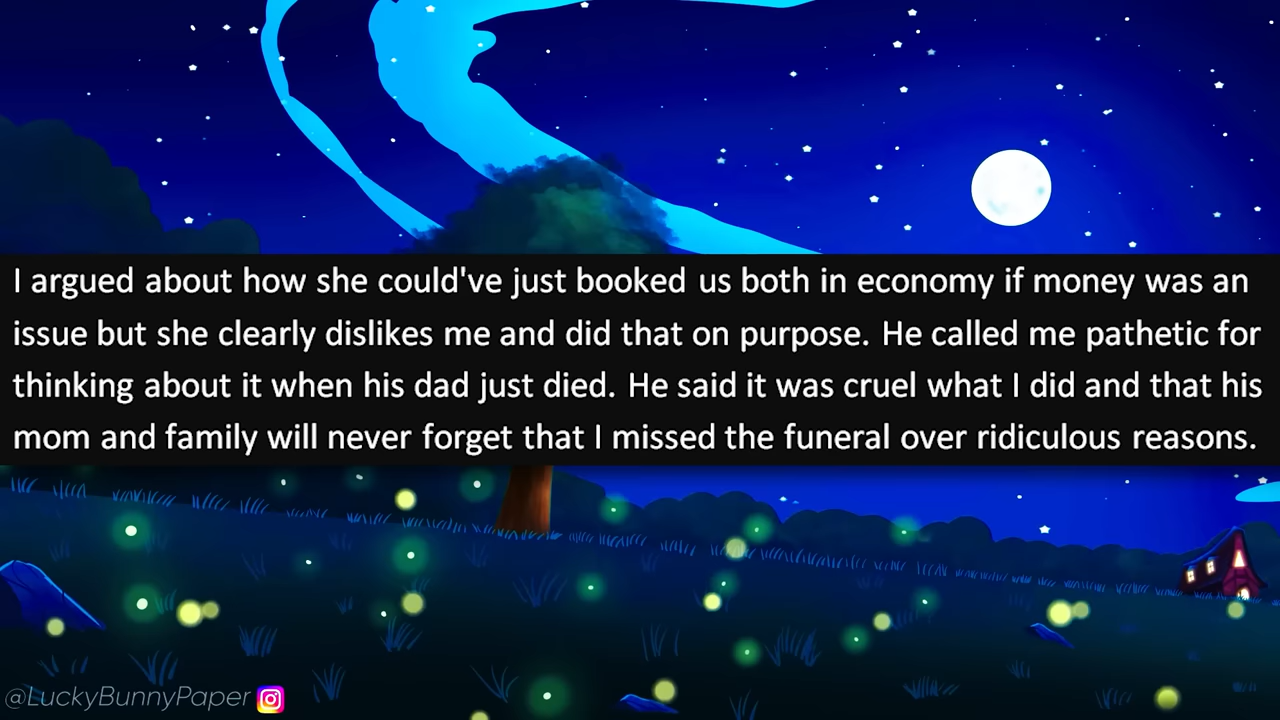 I argued about how she could've just booked us both in economy if money was an
issue but she clearly dislikes me and did that on purpose. He called me pathetic for
thinking about it when his dad just died. He said it was cruel what I did and that his
mom and family will never forget that I missed the funeral over ridiculous reasons.
@LuckyBunnyPaper